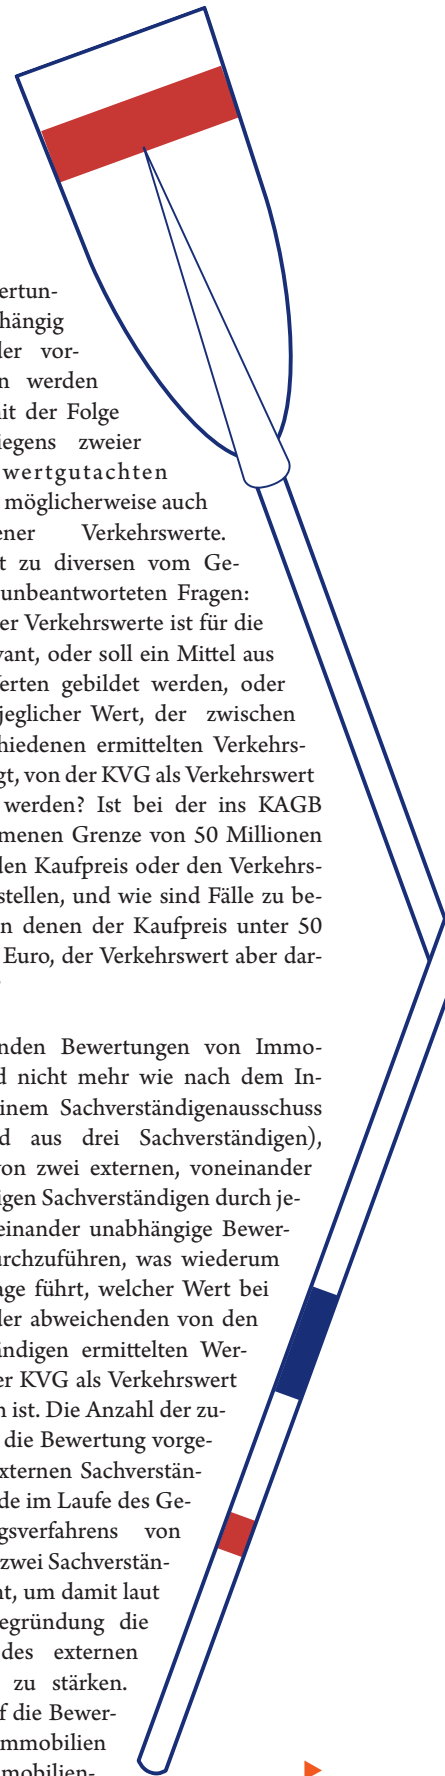 ertun-
hängig
ler vor-
n werden
it der Folge
iegens zweier
wertgutachten
möglicherweise auch
ener Verkehrswerte.
t zu diversen vom Ge-
unbeantworteten Fragen:
er Verkehrswerte ist für die
vant, oder soll ein Mittel aus
erten gebildet werden, oder
jeglicher Wert, der zwischen
hiedenen ermittelten Verkehrs-
gt, von der KVG als Verkehrswert
werden? Ist bei der ins KAGB
menen Grenze von 50 Millionen
den Kaufpreis oder den Verkehrs-
stellen, und wie sind Fälle zu be-
n denen der Kaufpreis unter 50
Euro, der Verkehrswert aber dar-
nden Bewertungen von Immo-
d nicht mehr wie nach dem In-
inem Sachverständigenausschuss
d aus drei Sachverständigen),
von zwei externen, voneinander
igen Sachverständigen durch je-
einander unabhängige Bewer-
urchzuführen, was wiederum
age führt, welcher Wert bei
ler abweichenden von den
indigen ermittelten Wer-
er KVG als Verkehrswert
n ist. Die Anzahl der zu-
die Bewertung vorge-
xternen Sachverstän-
de im Laufe des Ge-
gsverfahrens von
zwei Sachverstän-
nt, um damit laut
egründung die
des externen
zu stärken.
f die Bewer-
mmobilien
mobilien-